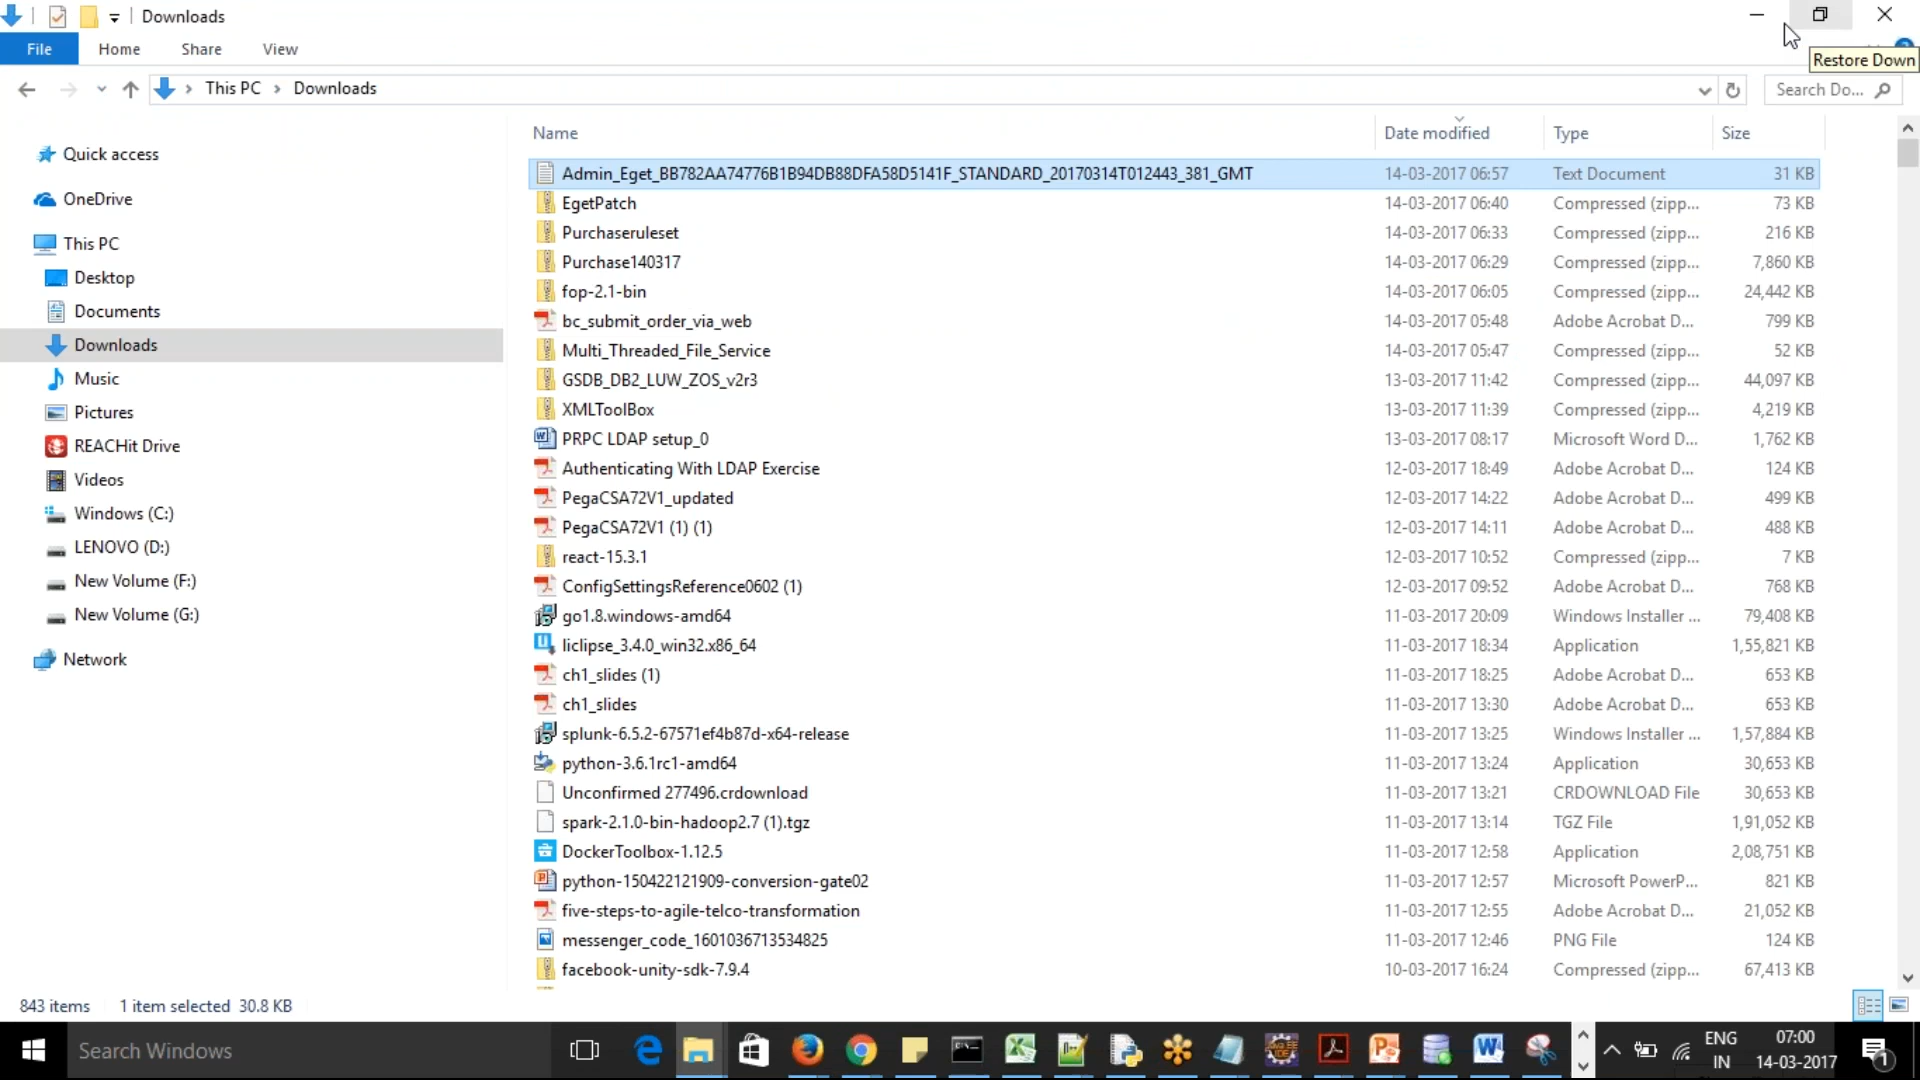 Downloads
File Home Share View
Restore Down
This PC Downloads
Search Do...
Name Date modified Type Size
Quick access
OneDrive
This PC
Desktop
Documents
Downloads
Music
Pictures
REACHit Drive
Videos
Windows (C:)
LENOVO (D:)
New Volume (F:)
New Volume (G:)
Network
Admin_Eget_BB782AA74776B1B94DB88DFA58D5141F_STANDARD_20170314T012443_381_GMT 14-03-2017 06:57 Text Document 31 KB
EgetPatch 14-03-2017 06:40 Compressed (zipp... 73 KB
Purchaseruleset 14-03-2017 06:33 Compressed (zipp... 216 KB
Purchase140317 14-03-2017 06:29 Compressed (zipp... 7,860 KB
fop-2.1-bin 14-03-2017 06:05 Compressed (zipp... 24,442 KB
bc_submit_order_via_web 14-03-2017 05:48 Adobe Acrobat D... 799 KB
Multi_Threaded_File_Service 14-03-2017 05:47 Compressed (zipp... 52 KB
GSDB_DB2_LUW_ZOS_v2r3 13-03-2017 11:42 Compressed (zipp... 44,097 KB
XMLToolBox 13-03-2017 11:39 Compressed (zipp... 4,219 KB
PRPC LDAP setup_0 13-03-2017 08:17 Microsoft Word D... 1,762 KB
Authenticating With LDAP Exercise 12-03-2017 18:49 Adobe Acrobat D... 124 KB
PegaCSA72V1_updated 12-03-2017 14:22 Adobe Acrobat D... 499 KB
PegaCSA72V1 (1) (1) 12-03-2017 14:11 Adobe Acrobat D... 488 KB
react-15.3.1 12-03-2017 10:52 Compressed (zipp... 7 KB
ConfigSettingsReference0602 (1) 12-03-2017 09:52 Adobe Acrobat D... 768 KB
go1.8.windows-amd64 11-03-2017 20:09 Windows Installer ... 79,408 KB
liclipse_3.4.0_win32.x86_64 11-03-2017 18:34 Application 1,55,821 KB
ch1_slides (1) 11-03-2017 18:25 Adobe Acrobat D... 653 KB
ch1_slides 11-03-2017 13:30 Adobe Acrobat D... 653 KB
splunk-6.5.2-67571ef4b87d-x64-release 11-03-2017 13:25 Windows Installer ... 1,57,884 KB
python-3.6.1rc1-amd64 11-03-2017 13:24 Application 30,653 KB
Unconfirmed 277496.crdownload 11-03-2017 13:21 CRDOWNLOAD File 30,653 KB
spark-2.1.0-bin-hadoop2.7 (1).tgz 11-03-2017 13:14 TGZ File 1,91,052 KB
DockerToolbox-1.12.5 11-03-2017 12:58 Application 2,08,751 KB
python-150422121909-conversion-gate02 11-03-2017 12:57 Microsoft PowerP... 821 KB
five-steps-to-agile-telco-transformation 11-03-2017 12:55 Adobe Acrobat D... 21,052 KB
messenger_code_1601036713534825 11-03-2017 12:46 PNG File 124 KB
facebook-unity-sdk-7.9.4 10-03-2017 16:24 Compressed (zipp... 67,413 KB
843 items 1 item selected 30.8 KB
Search Windows
ENG 07:00
IN 14-03-2017
1